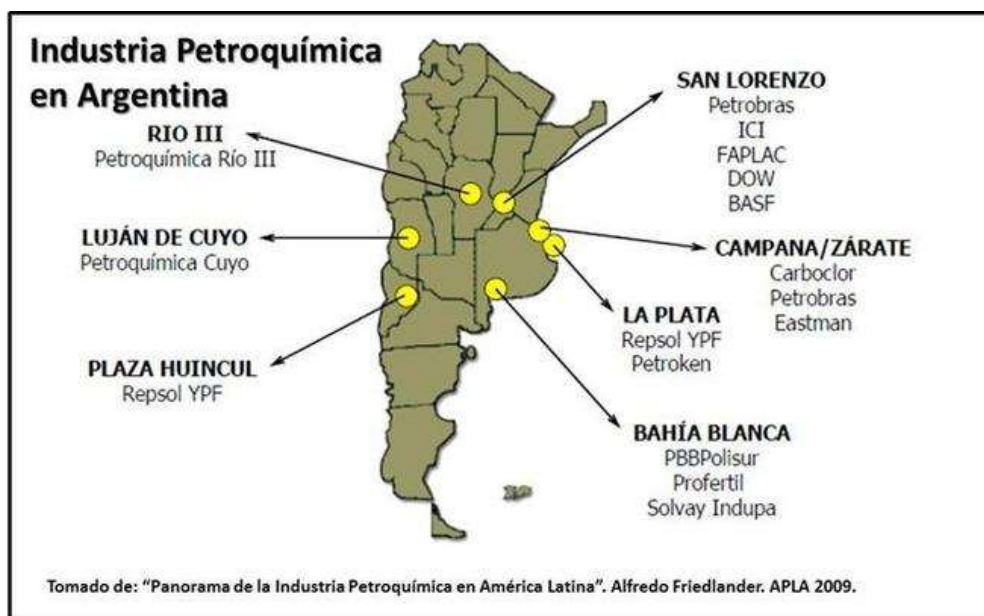 Industria Petroquímica
en Argentina
RIO III
Petroquímica Río III
LUJÁN DE CUYO
Petroquímica Cuyo
PLAZA HUINCUL
Repsol YPF
SAN LORENZO
Petrobras
ICI
FAPLAC
DOW
BASF
CAMPANA/ZÁRATE
Carboclor
Petrobras
Eastman
LA PLATA
Repsol YPF
Petroken
BAHÍA BLANCA
PBBPolisur
Profertil
Solvay Indupa
Tomado de: “Panorama de la Industria Petroquímica en América Latina”. Alfredo Friedlander. APLA 2009.